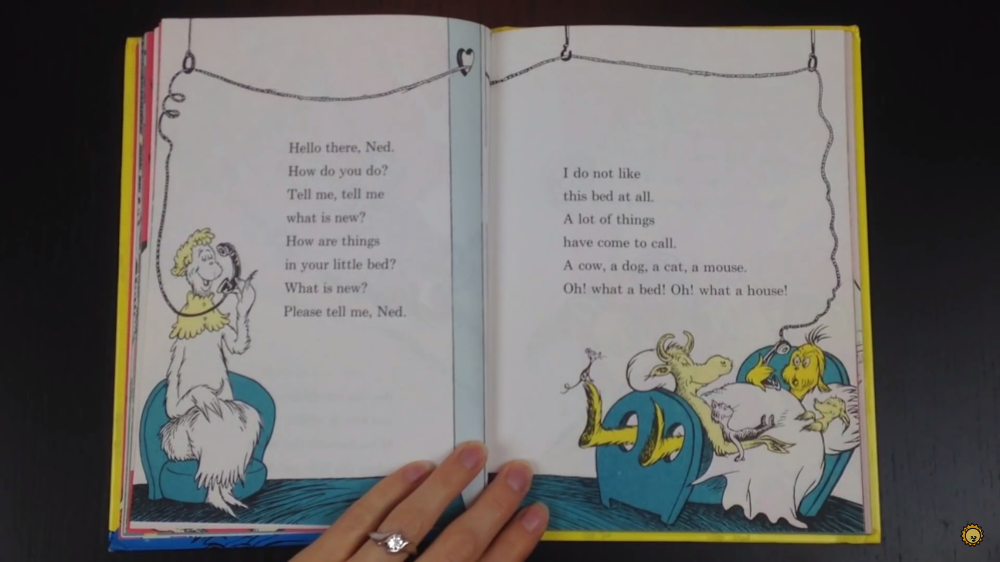 Hello there, Ned.
How do you do?
Tell me, tell me
what is new?
How are things
in your little bed?
What is new?
Please tell me, Ned.
I do not like
this bed at all.
A lot of things
have come to call.
A cow, a dog, a cat, a mouse.
Oh! what a bed! Oh! what a house!